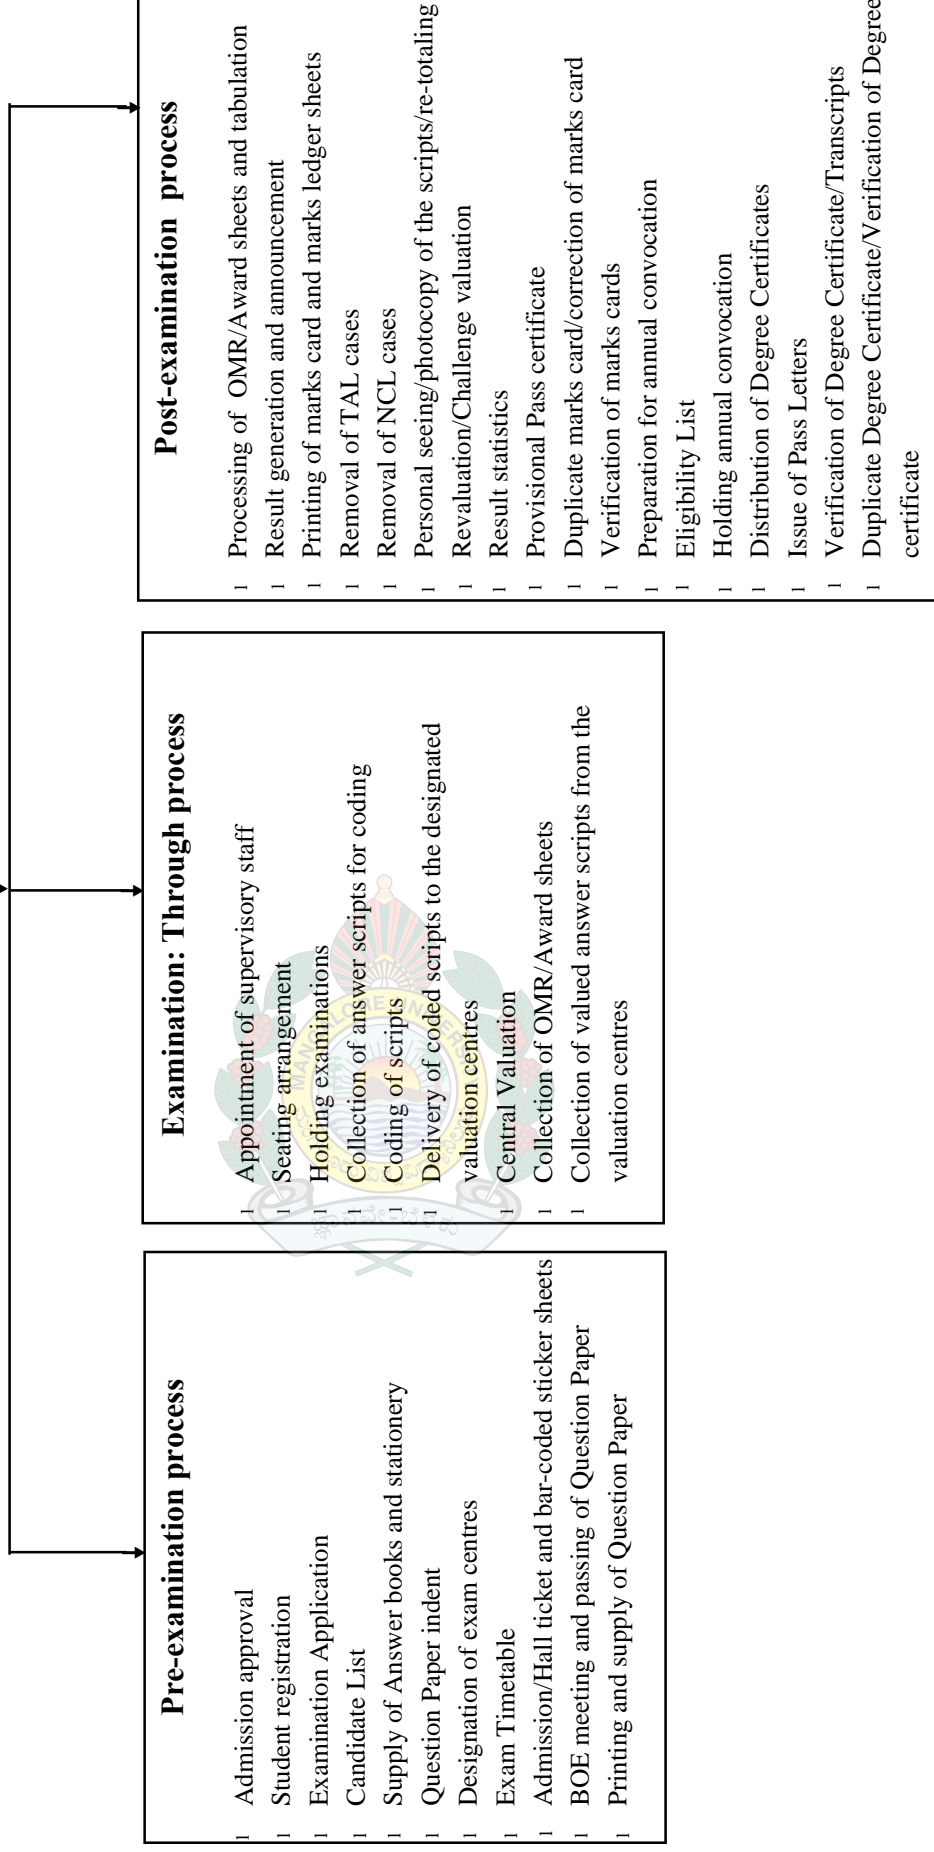 Pre-examination process
l Admission approval
l Student registration
l Examination Application
l Candidate List
l Supply of Answer books and stationery
l Question Paper indent
l Designation of exam centres
l Exam Timetable
l Admission/Hall ticket and bar-coded sticker sheets
l BOE meeting and passing of Question Paper
l Printing and supply of Question Paper
Examination: Through process
l Appointment of supervisory staff
l Seating arrangement
l Holding examinations
l Collection of answer scripts for coding
l Coding of scripts
l Delivery of coded scripts to the designated
valuation centres
l Central Valuation
l Collection of OMR/Award sheets
l Collection of valued answer scripts from the
valuation centres
Post-examination process
l Processing of OMR/Award sheets and tabulation
l Result generation and announcement
l Printing of marks card and marks ledger sheets
l Removal of TAL cases
l Removal of NCL cases
l Personal seeing/photocopy of the scripts/re-totaling
l Revaluation/Challenge valuation
l Result statistics
l Provisional Pass certificate
l Duplicate marks card/correction of marks card
l Verification of marks cards
l Preparation for annual convocation
l Eligibility List
l Holding annual convocation
l Distribution of Degree Certificates
l Issue of Pass Letters
l Verification of Degree Certificate/Transcripts
l Duplicate Degree Certificate/Verification of Degree
certificate
MANGALORE UNIVERSITY